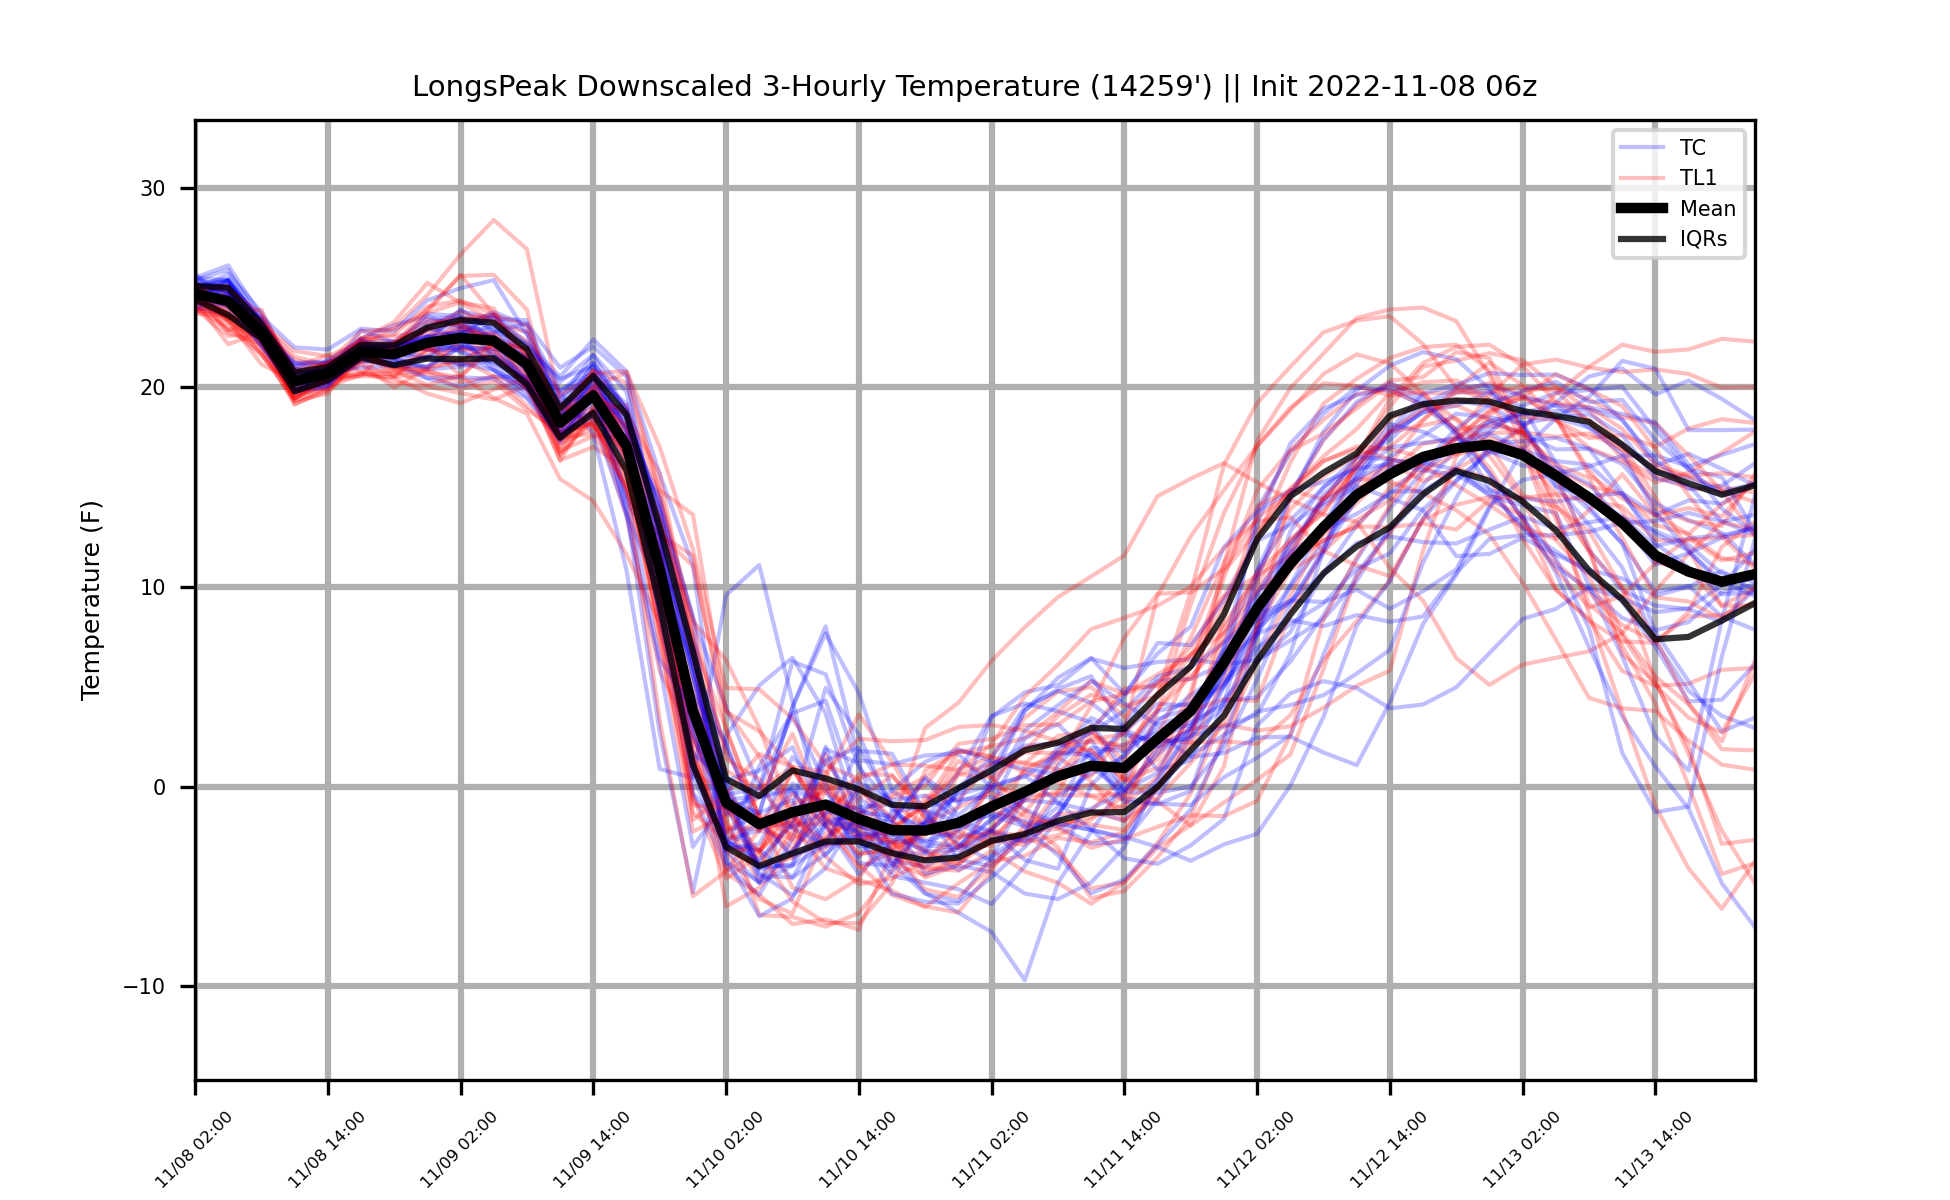 LongsPeak Downscaled 3-Hourly Temperature (14259') || Init 2022-11-08 06z
TC
TL1
Mean
IQRs
Temperature (F)
30
20
10
0
−10
11/08 02:00
11/08 14:00
11/09 02:00
11/09 14:00
11/10 02:00
11/10 14:00
11/11 02:00
11/11 14:00
11/12 02:00
11/12 14:00
11/13 02:00
11/13 14:00